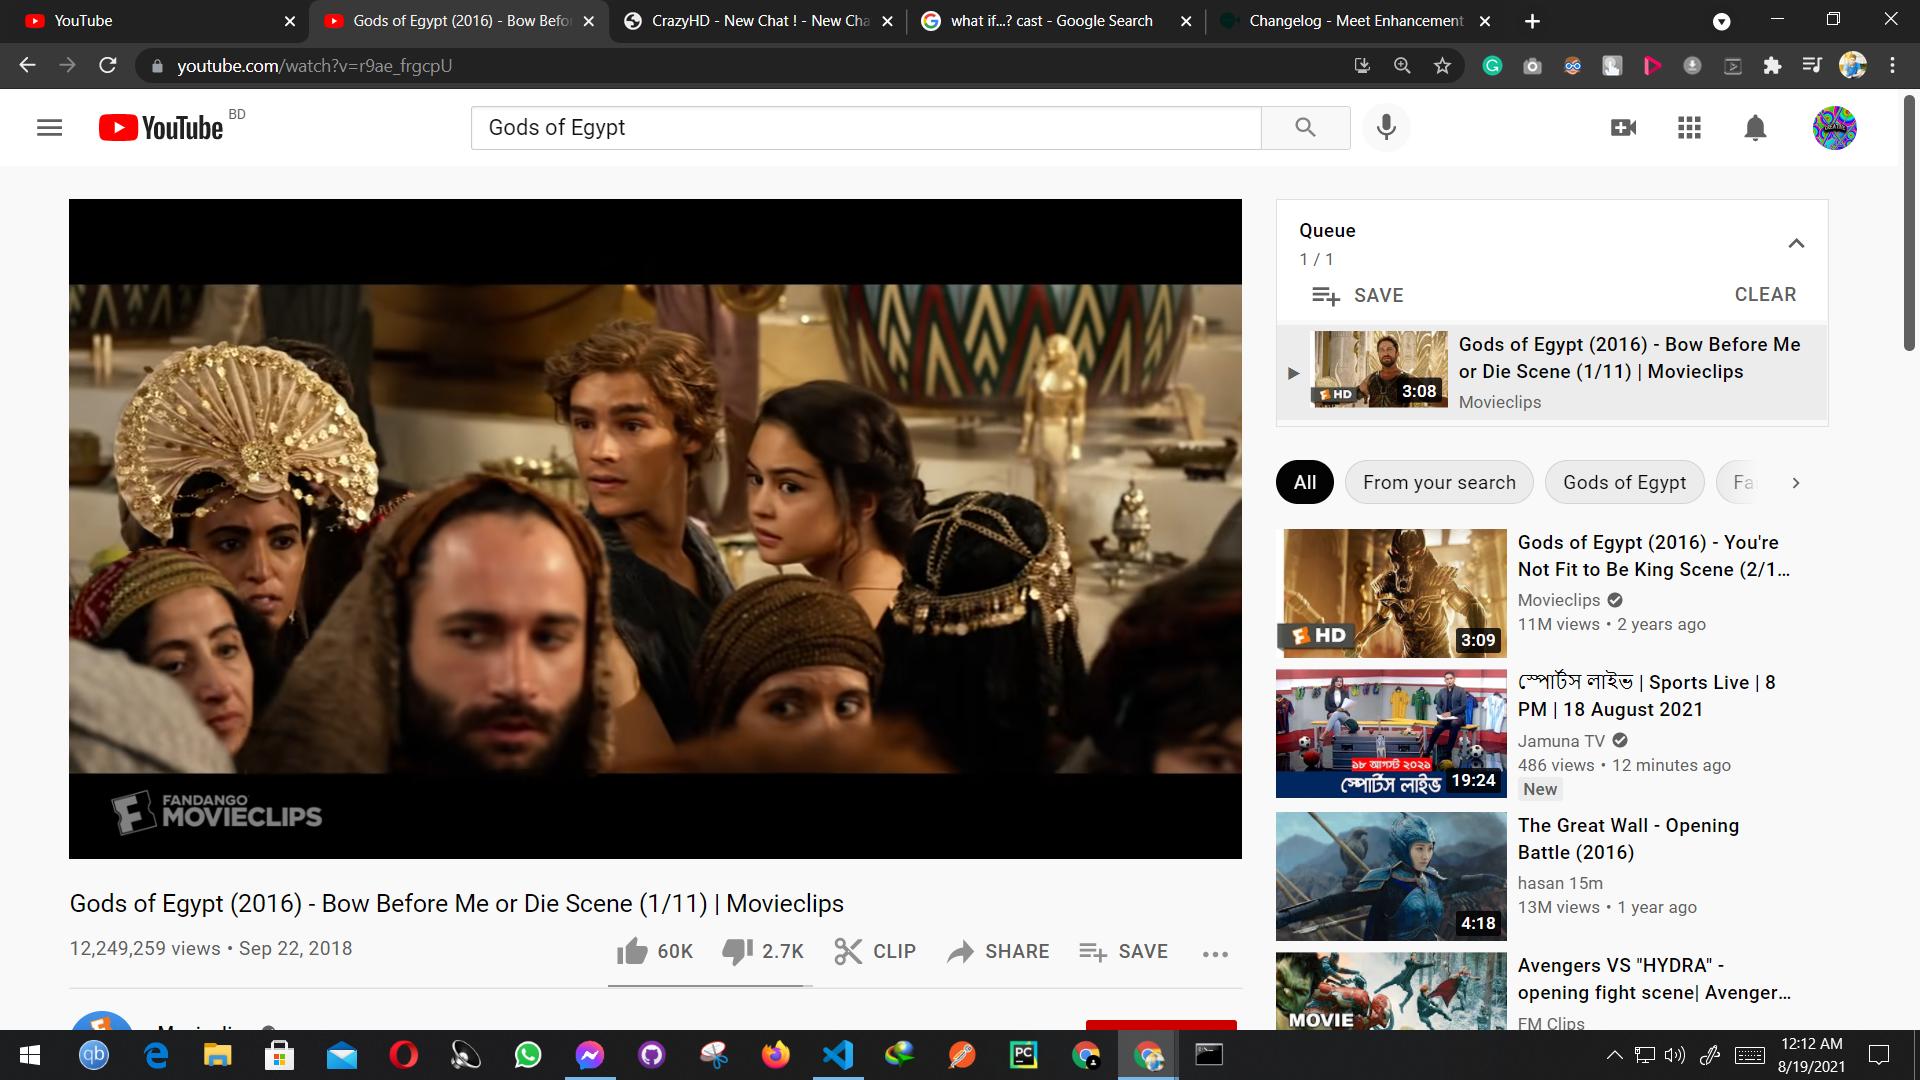 YouTube
Gods of Egypt (2016) - Bow Befo
CrazyHD - New Chat ! - New Cha
what if...? cast - Google Search
Changelog - Meet Enhancement
youtube.com/watch?v=r9ae_frgcpU
YouTube BD
Gods of Egypt
FANDANGO
MOVIECLIPS
Gods of Egypt (2016) - Bow Before Me or Die Scene (1/11) | Movieclips
12,249,259 views • Sep 22, 2018
60K
2.7K
CLIP
SHARE
SAVE
Queue
1 / 1
SAVE
CLEAR
HD
3:08
Gods of Egypt (2016) - Bow Before Me
or Die Scene (1/11) | Movieclips
Movieclips
All
From your search
Gods of Egypt
Fa
HD
3:09
Gods of Egypt (2016) - You're
Not Fit to Be King Scene (2/1...
Movieclips
11M views • 2 years ago
১৮ আগস্ট ২০২১
স্পোর্টস লাইভ
19:24
স্পোর্টস লাইভ | Sports Live | 8
PM | 18 August 2021
Jamuna TV
486 views • 12 minutes ago
New
4:18
The Great Wall - Opening
Battle (2016)
hasan 15m
13M views • 1 year ago
MOVIE
Avengers VS "HYDRA" -
opening fight scene| Avenger...
FM Clips
qb
PC
12:12 AM
8/19/2021